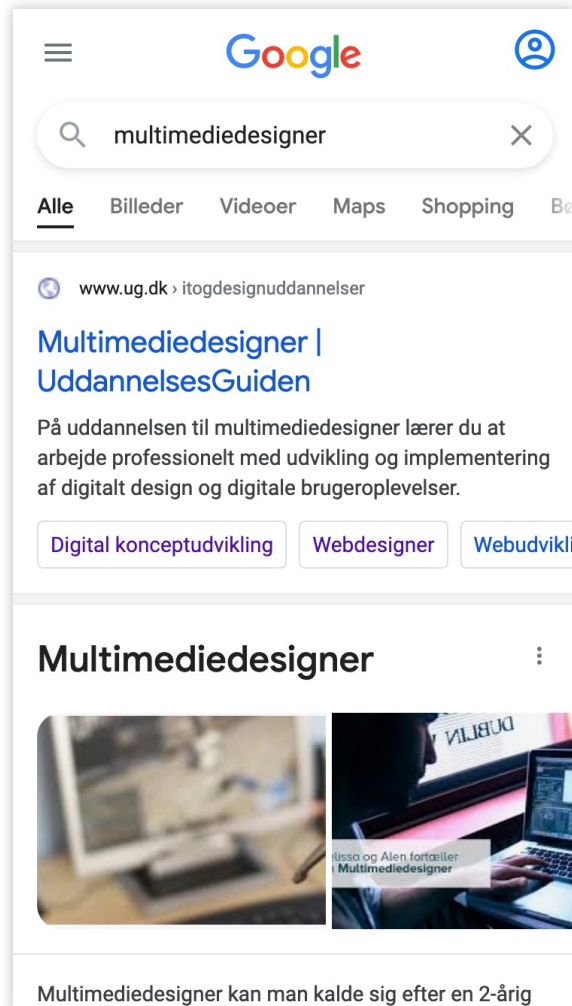 Google
multimediedesigner
Alle Billeder Videoer Maps Shopping
www.ug.dk › itogdesignuddannelser
Multimediedesigner |
UddannelsesGuiden
På uddannelsen til multimediedesigner lærer du at
arbejde professionelt med udvikling og implementering
af digitalt design og digitale brugeroplevelser.
Digital konceptudvikling Webdesigner Webudvikli
Multimediedesigner
DUBLIN
lissa og Alen fortæller
Multimediedesigner
Multimediedesigner kan man kalde sig efter en 2-årig